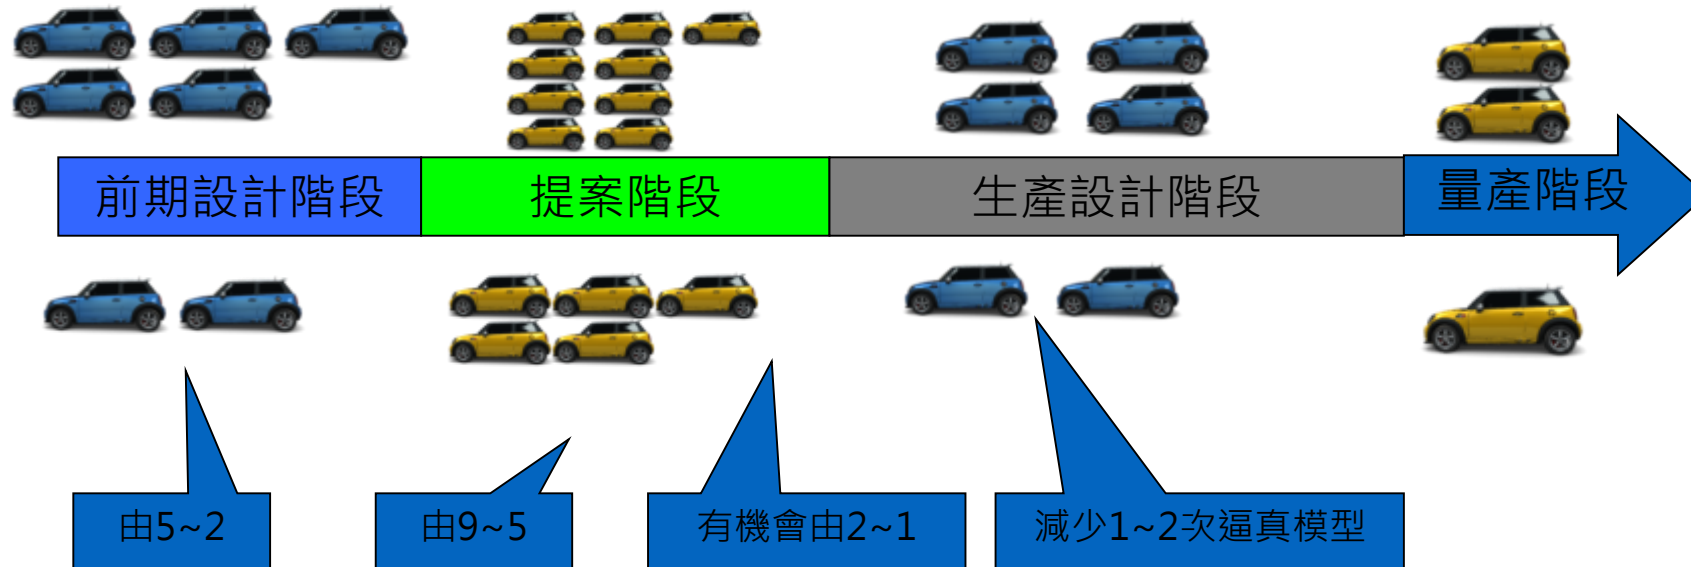 前期設計階段
提案階段
生產設計階段
量產階段
由5~2
由9~5
有機會由2~1
減少1~2次逼真模型